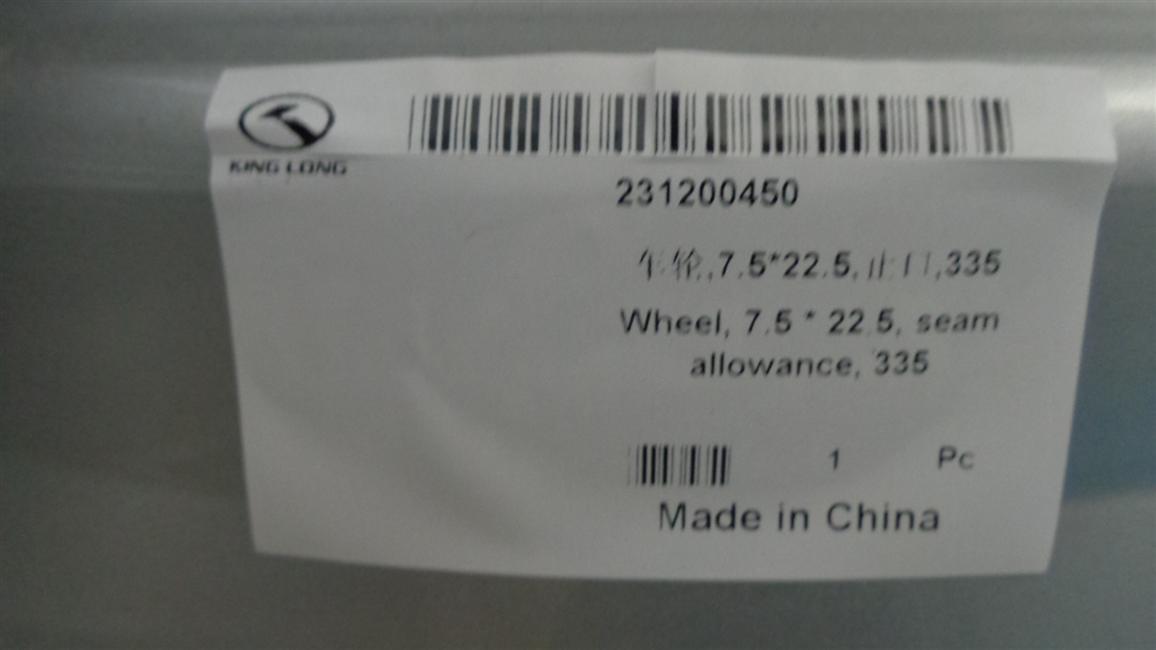 KING LONG
231200450
车轮,7.5*22.5,止口,335
Wheel, 7.5 * 22.5, seam
allowance, 335
1 Pc
Made in China